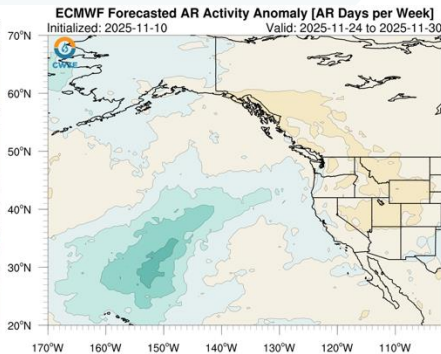 ECMWF Forecasted AR Activity Anomaly [AR Days per Week]
Initialized: 2025-11-10 Valid: 2025-11-24 to 2025-11-30
70°N
CW3E
60°N
50°N
40°N
30°N
20°N
170°W 160°W 150°W 140°W 130°W 120°W 110°W